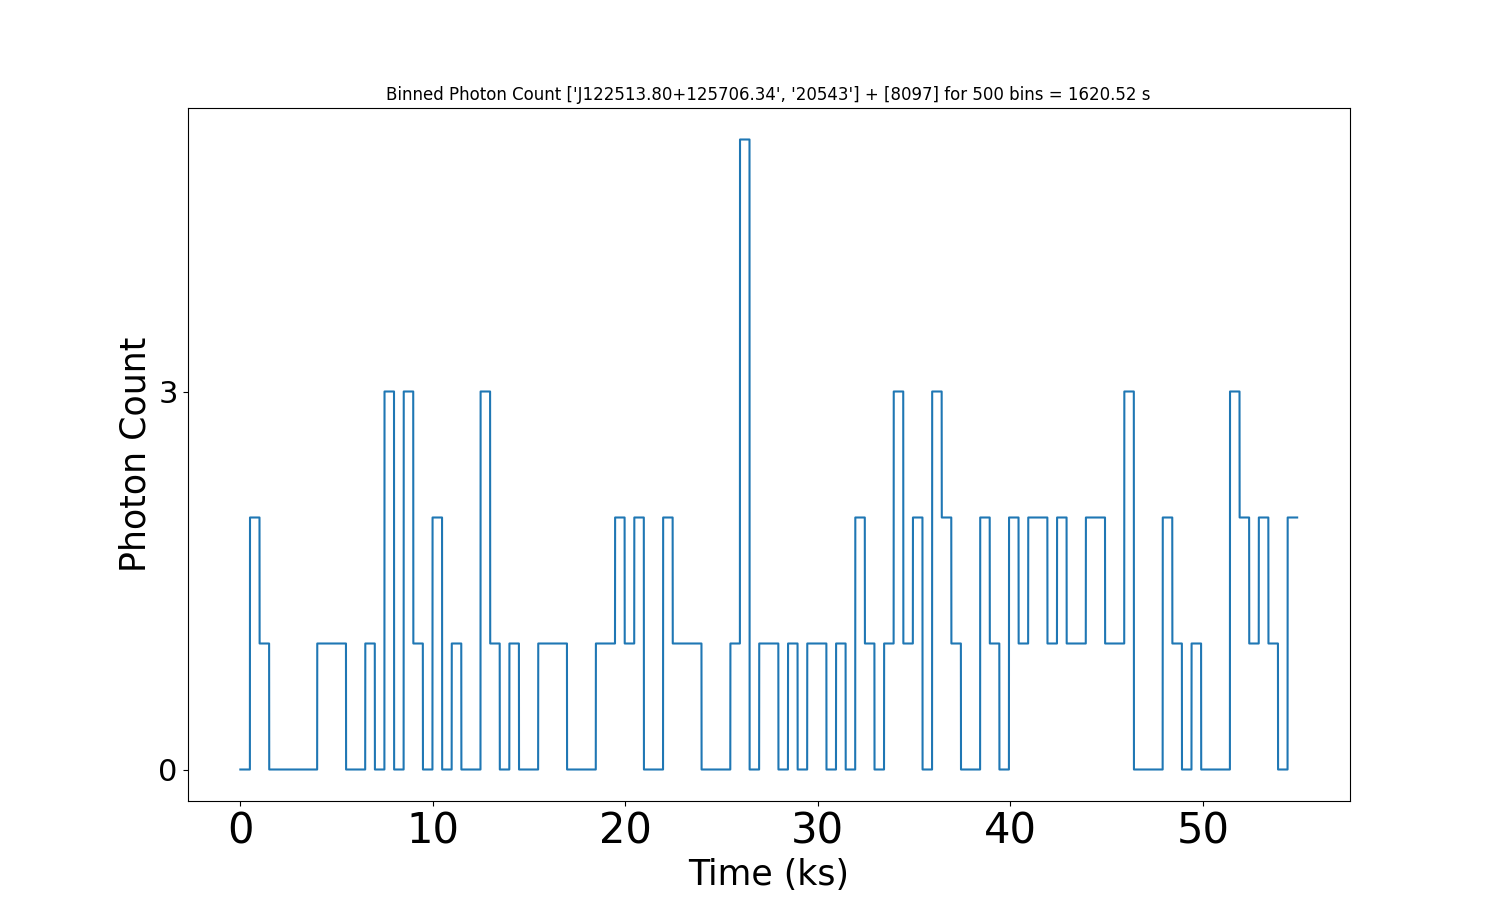 Binned Photon Count ['J122513.80+125706.34', '20543'] + [8097] for 500 bins = 1620.52 s
Photon Count
3
0
0 10 20 30 40 50
Time (ks)